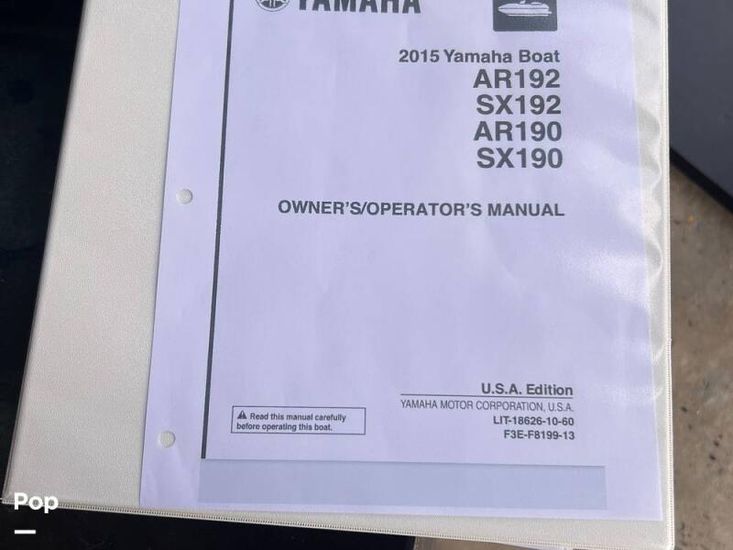 YAMAHA
2015 Yamaha Boat
AR192
SX192
AR190
SX190
OWNER'S/OPERATOR'S MANUAL
U.S.A. Edition
YAMAHA MOTOR CORPORATION, U.S.A.
LIT-18626-10-60
F3E-F8199-13
Read this manual carefully
before operating this boat.
Pop